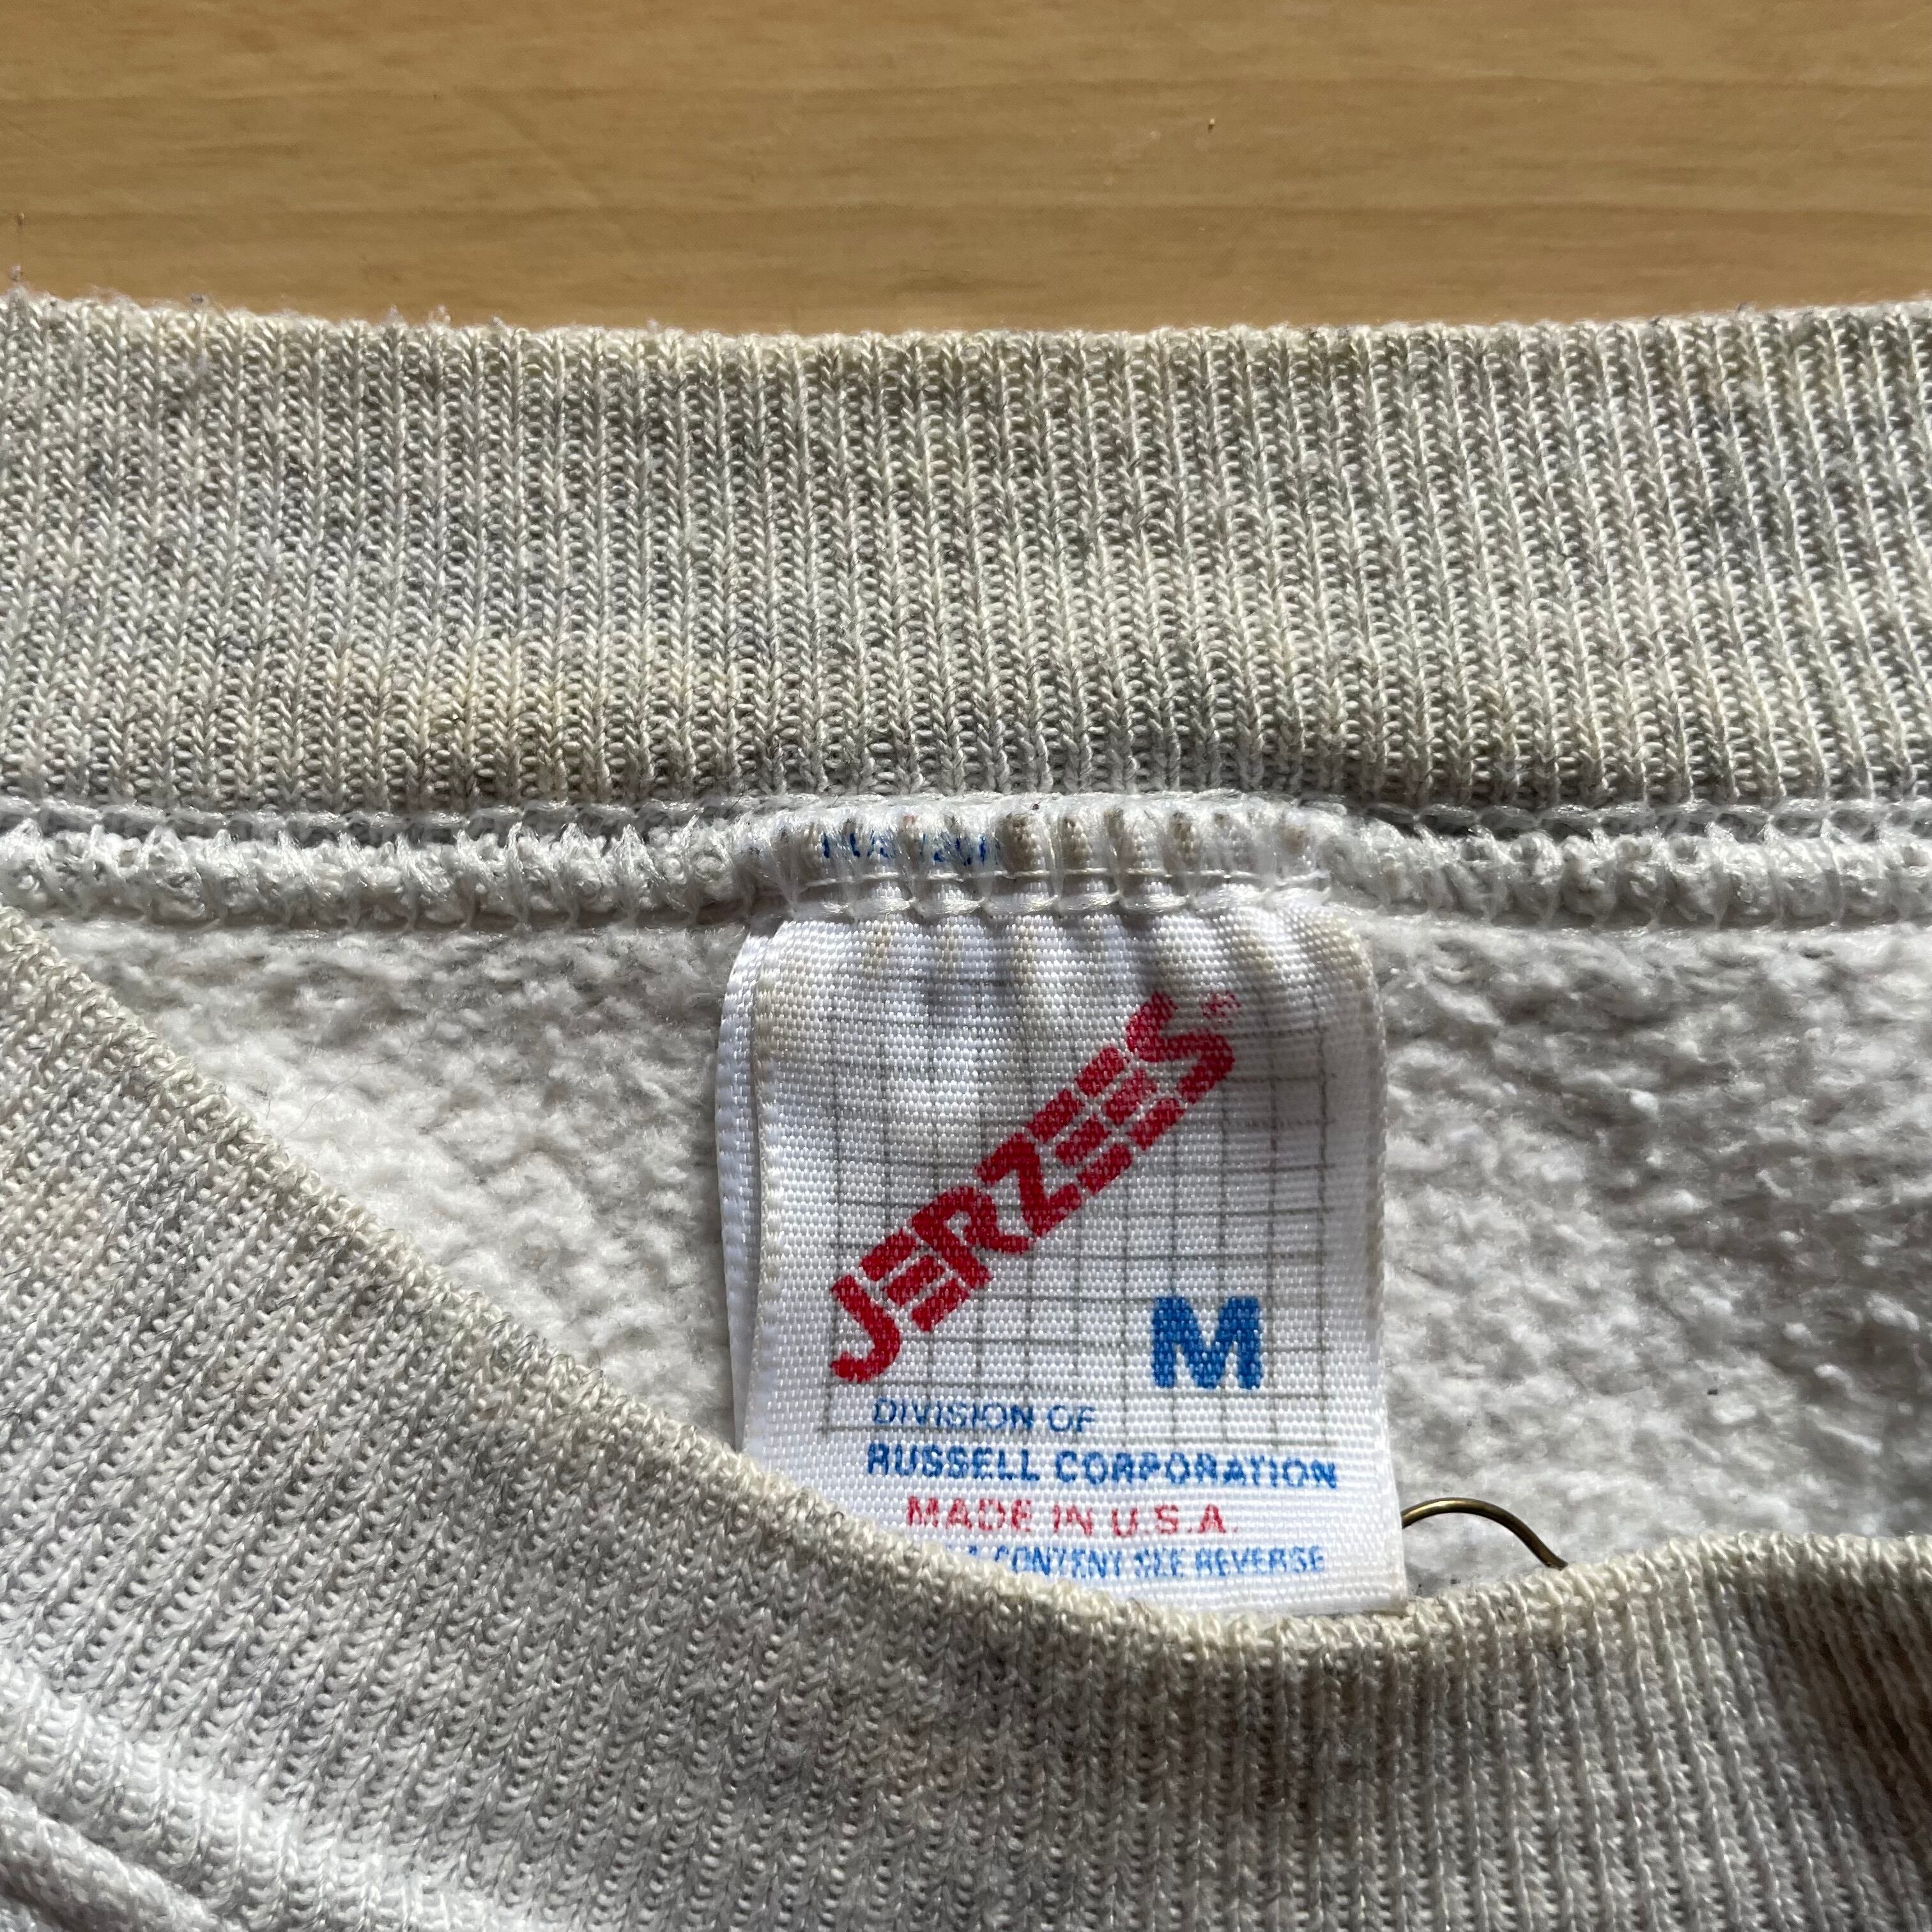 JERZEES®
M
DIVISION OF
RUSSELL CORPORATION
MADE IN U.S.A.
CONTENT SEE REVERSE